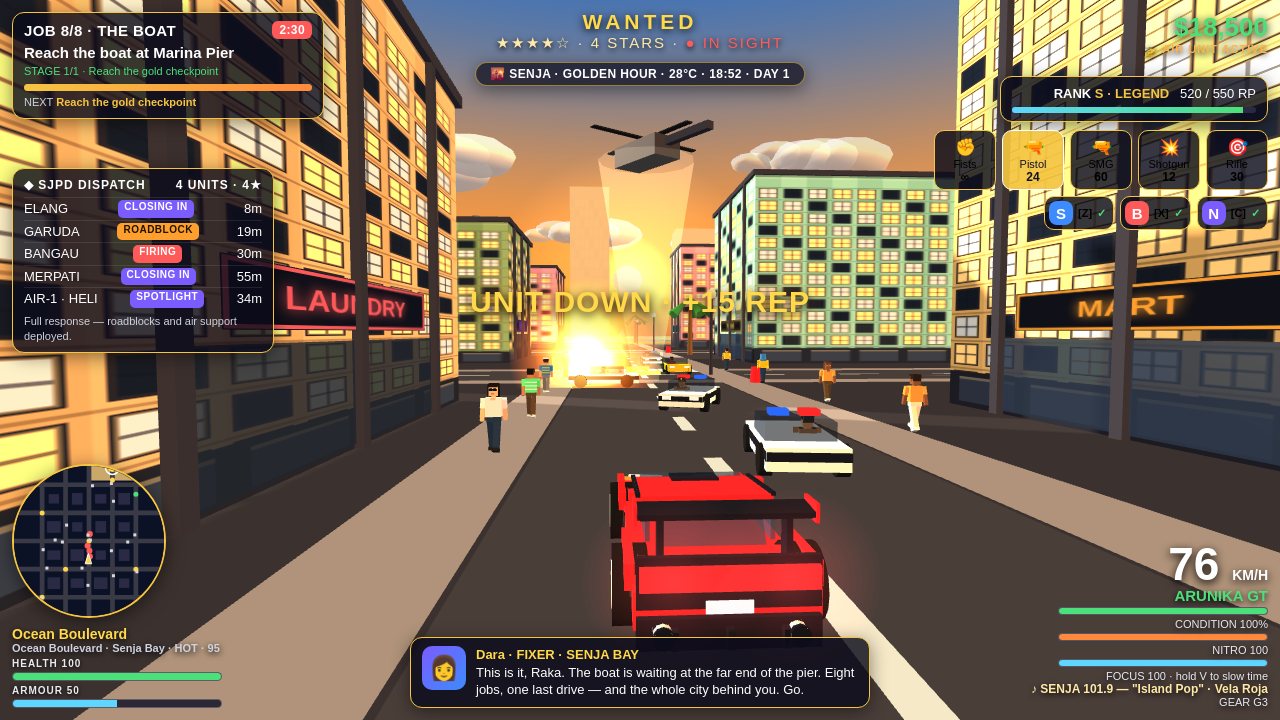 JOB 8/8 · THE BOAT 2:30
Reach the boat at Marina Pier
STAGE 1/1 · Reach the gold checkpoint
NEXT Reach the gold checkpoint
WANTED
★★★★☆ · 4 STARS · ● IN SIGHT
SENJA · GOLDEN HOUR · 28°C · 18:52 · DAY 1
$18,500
RANK S · LEGEND 520 / 550 RP
Fists
∞
Pistol
24
SMG
60
Shotgun
12
Rifle
30
S [Z] ✓
B [X] ✓
N [C] ✓
◆ SJPD DISPATCH 4 UNITS · 4★
ELANG CLOSING IN 8m
GARUDA ROADBLOCK 19m
BANGAU FIRING 30m
MERPATI CLOSING IN 55m
AIR-1 · HELI SPOTLIGHT 34m
Full response — roadblocks and air support
deployed.
LAUNDRY
UNIT DOWN · +15 REP
MART
Ocean Boulevard
Ocean Boulevard · Senja Bay · HOT · 95
HEALTH 100
ARMOUR 50
Dara · FIXER · SENJA BAY
This is it, Raka. The boat is waiting at the far end of the pier. Eight
jobs, one last drive — and the whole city behind you. Go.
76 KM/H
ARUNIKA GT
CONDITION 100%
NITRO 100
FOCUS 100 · hold V to slow time
♪ SENJA 101.9 — "Island Pop" · Vela Roja
GEAR G3